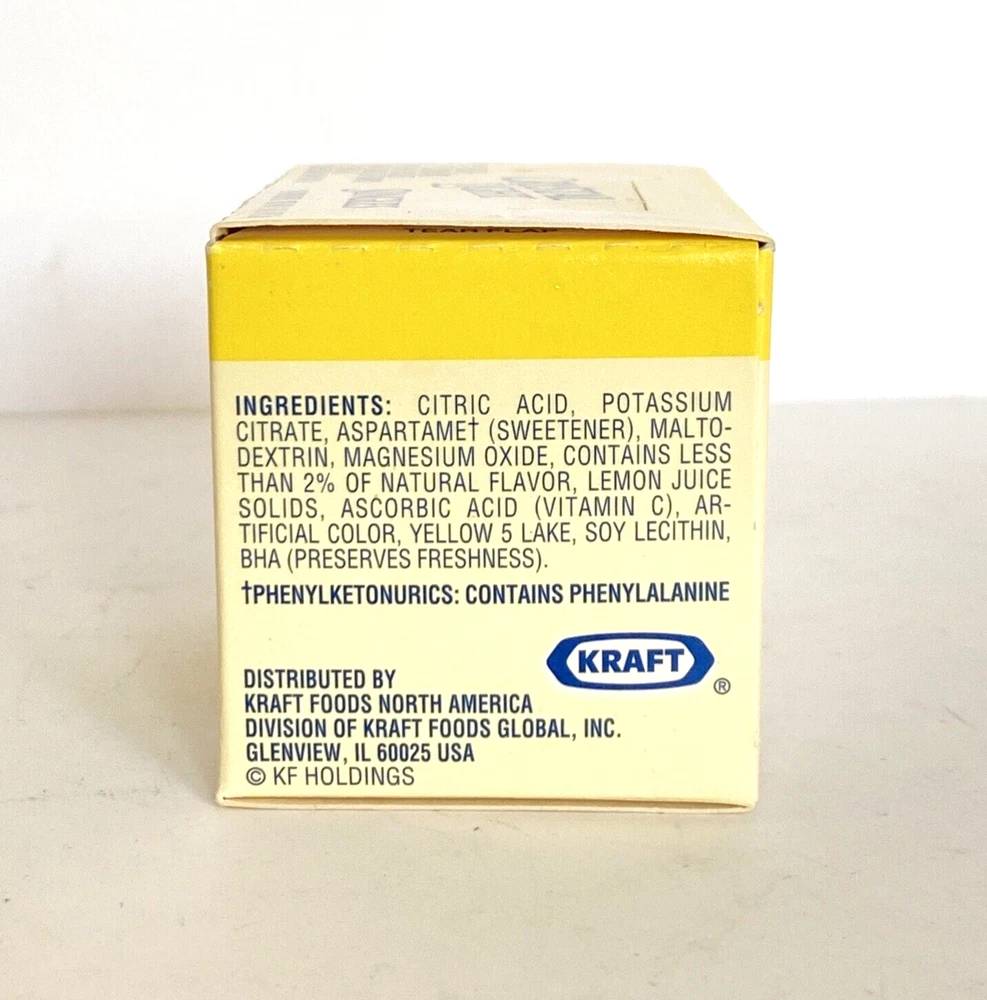 TEAR FLAP
INGREDIENTS: CITRIC ACID, POTASSIUM
CITRATE, ASPARTAME† (SWEETENER), MALTO-
DEXTRIN, MAGNESIUM OXIDE, CONTAINS LESS
THAN 2% OF NATURAL FLAVOR, LEMON JUICE
SOLIDS, ASCORBIC ACID (VITAMIN C), AR-
TIFICIAL COLOR, YELLOW 5 LAKE, SOY LECITHIN,
BHA (PRESERVES FRESHNESS).
†PHENYLKETONURICS: CONTAINS PHENYLALANINE
KRAFT
®
DISTRIBUTED BY
KRAFT FOODS NORTH AMERICA
DIVISION OF KRAFT FOODS GLOBAL, INC.
GLENVIEW, IL 60025 USA
© KF HOLDINGS